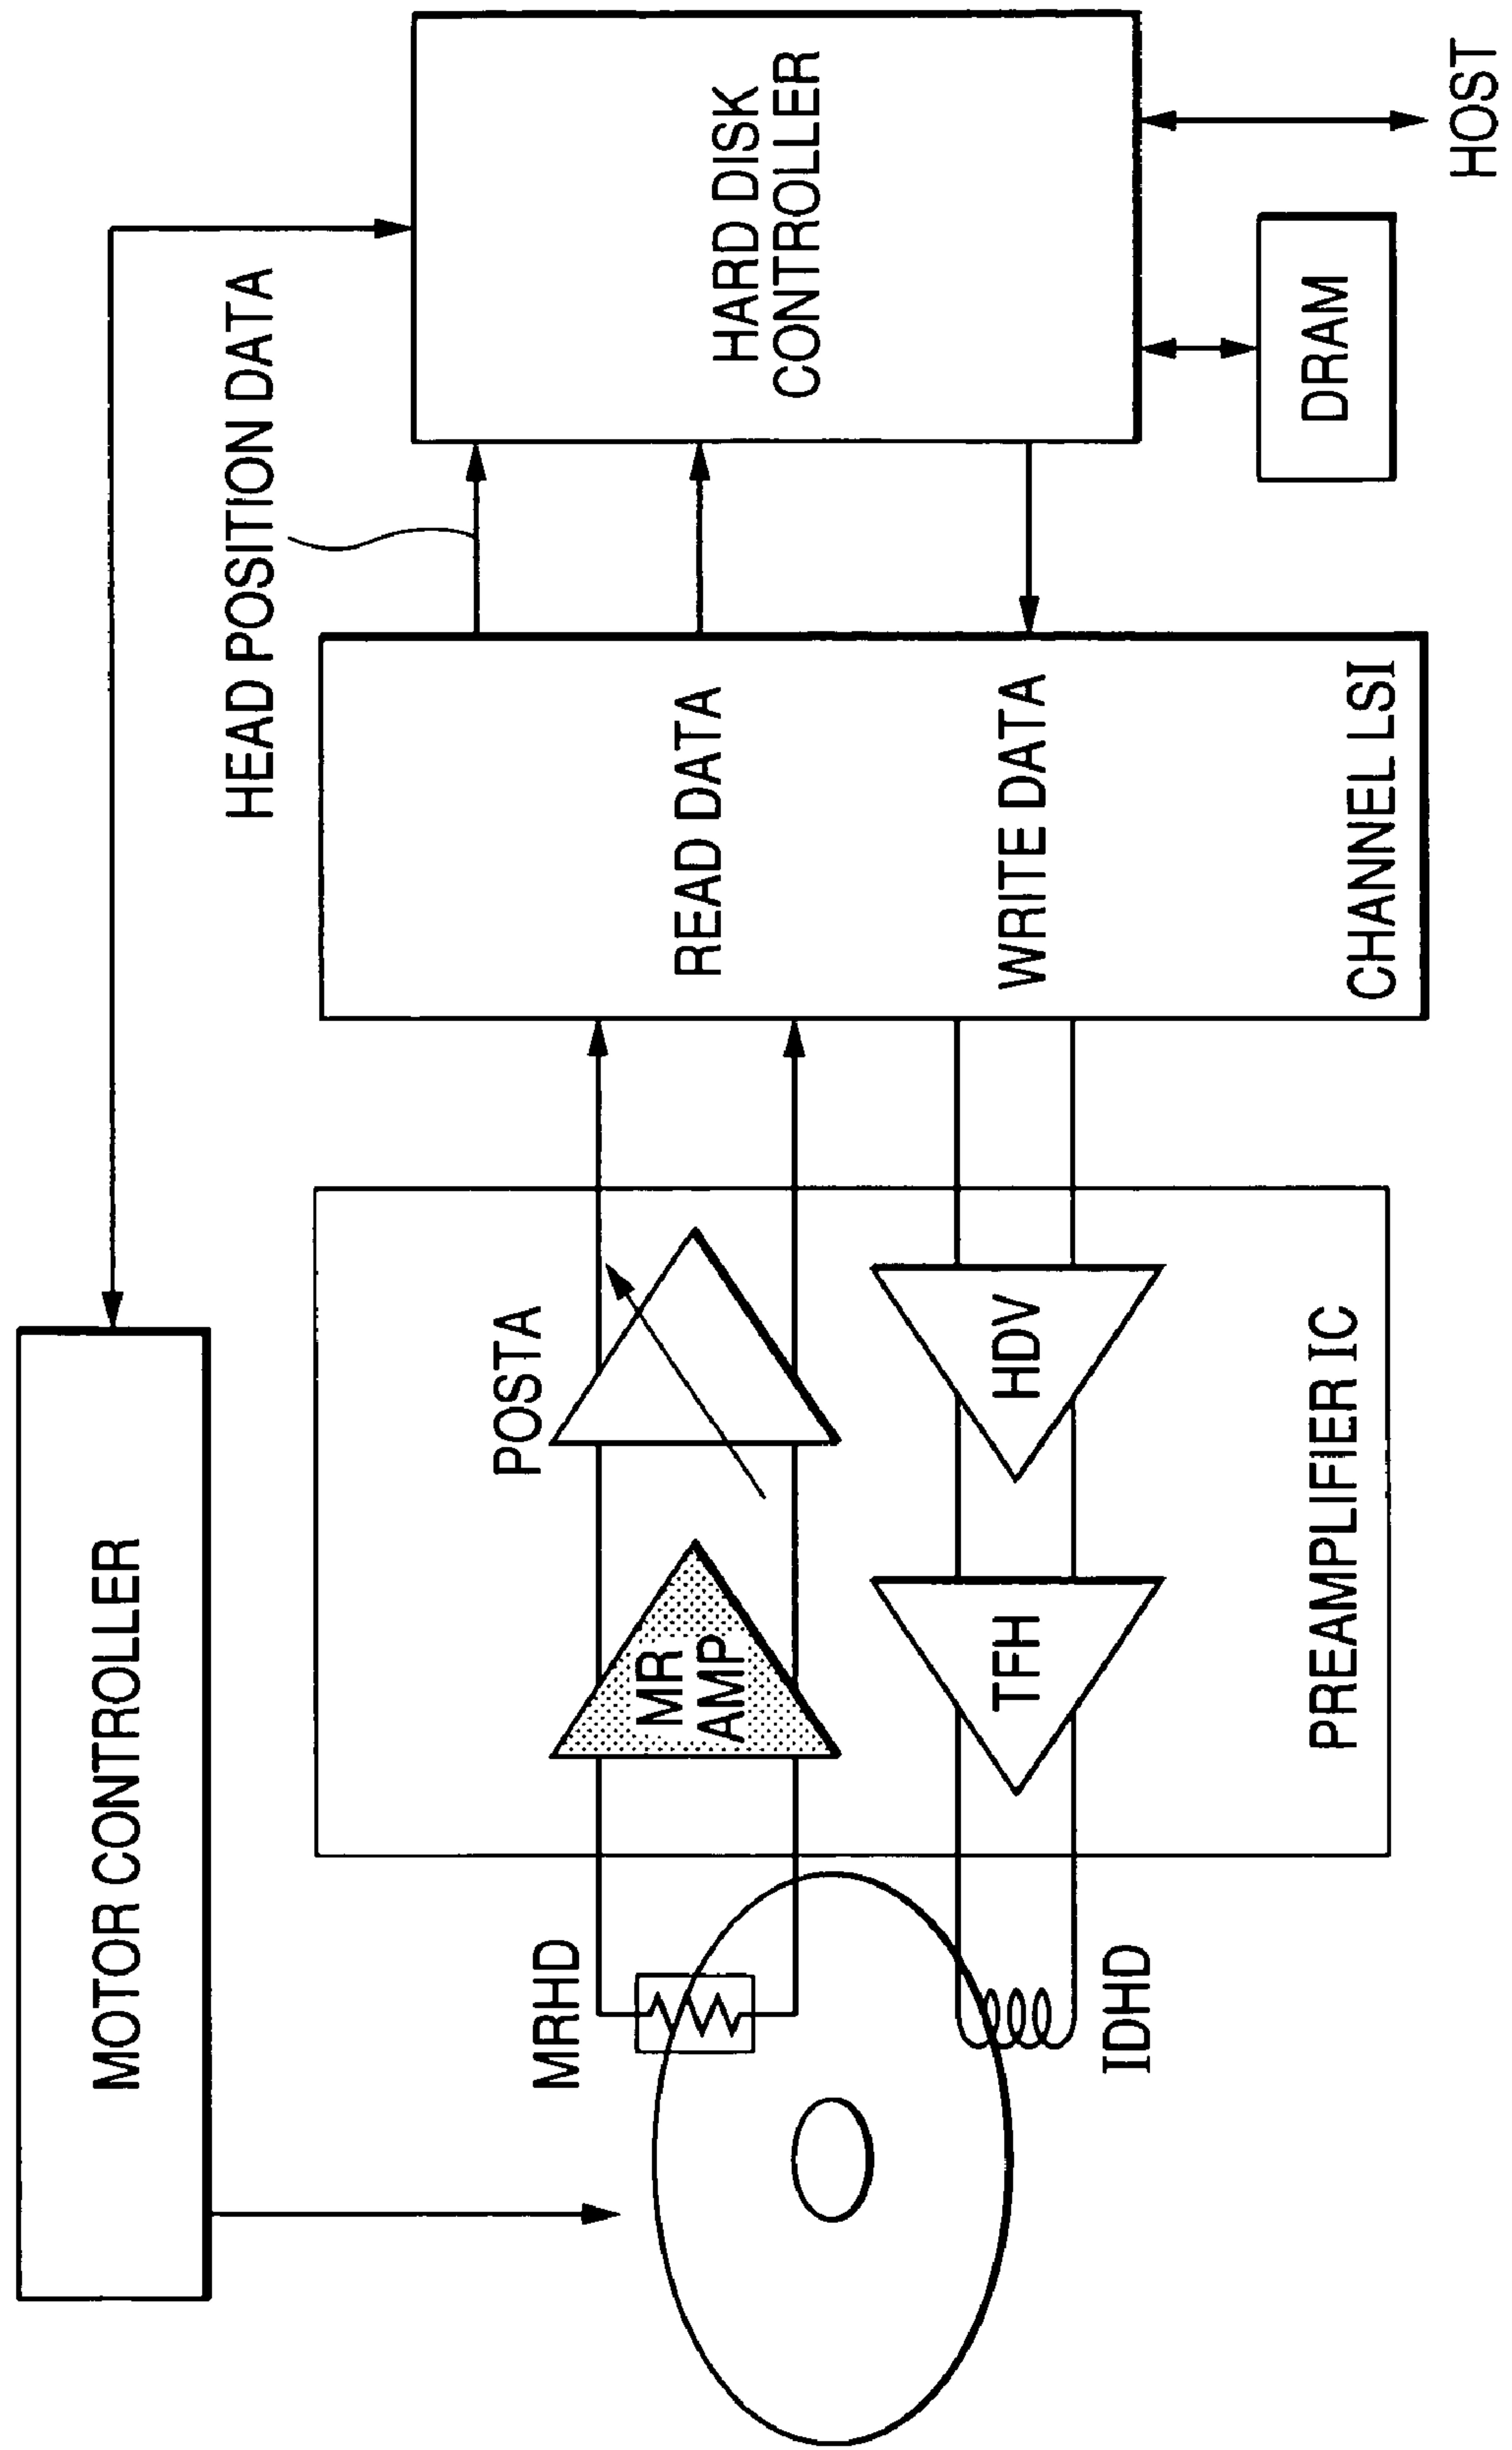 MOTOR CONTROLLER
HEAD POSITION DATA
MRHD
MR
AMP
POSTA
READ DATA
HARD DISK
CONTROLLER
IDHD
TFH
HDV
WRITE DATA
PREAMPLIFIER IC
CHANNEL LSI
DRAM
HOST